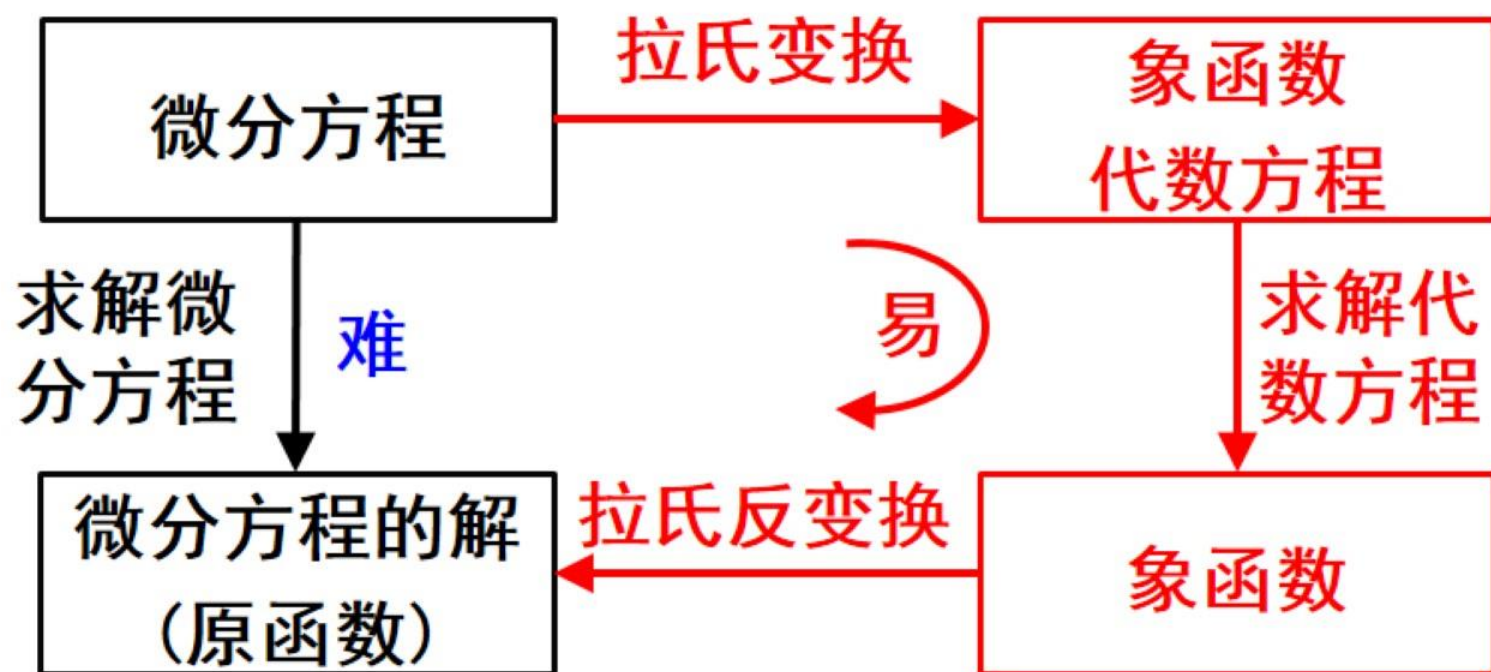 微分方程
拉氏变换
象函数
代数方程
求解微
分方程
难
易
求解代
数方程
微分方程的解
(原函数)
拉氏反变换
象函数